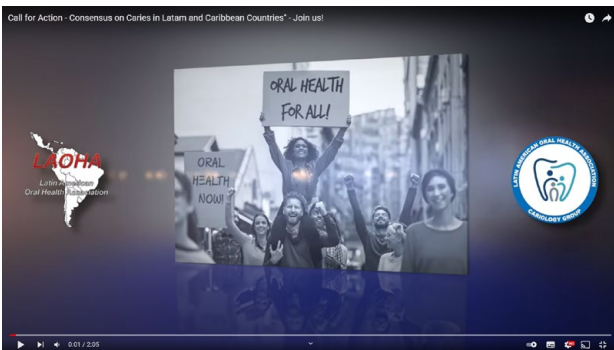 Call for Action - Consensus on Caries in Latam and Caribbean Countries" - Join us!
ORAL HEALTH
FOR ALL!
ORAL
HEALTH
NOW!
LAOHA
Latin American
Oral Health Association
LATIN AMERICAN ORAL HEALTH ASSOCIATION
CARIOLOGY GROUP
0:01 / 2:05